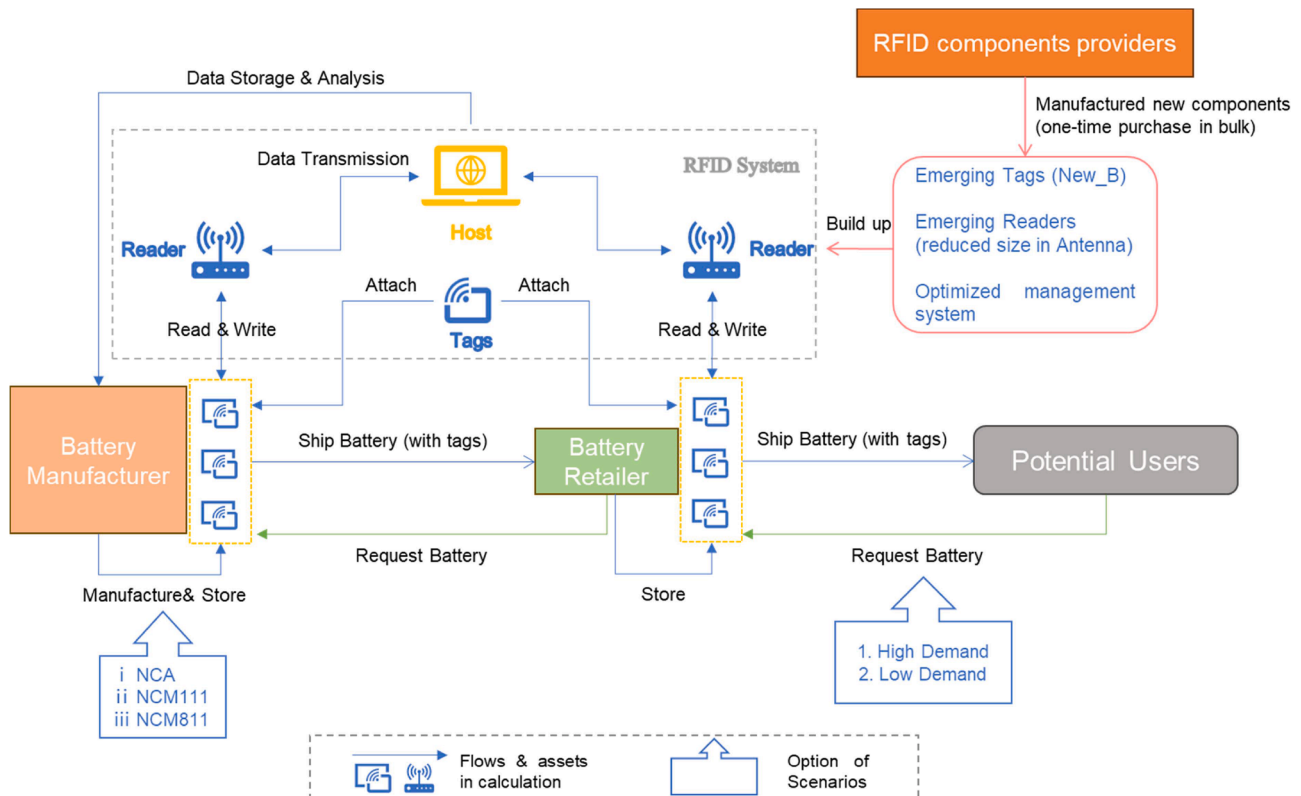 RFID components providers
Data Storage & Analysis
Manufactured new components
(one-time purchase in bulk)
Data Transmission
RFID System
Host
Reader
Reader
Build up
Emerging Tags (New_B)
Emerging Readers
(reduced size in Antenna)
Optimized management
system
Attach
Attach
Read & Write
Tags
Read & Write
Battery
Manufacturer
Ship Battery (with tags)
Battery
Retailer
Ship Battery (with tags)
Potential Users
Request Battery
Request Battery
Manufacture& Store
Store
i NCA
ii NCM111
iii NCM811
1. High Demand
2. Low Demand
Flows & assets
in calculation
Option of
Scenarios